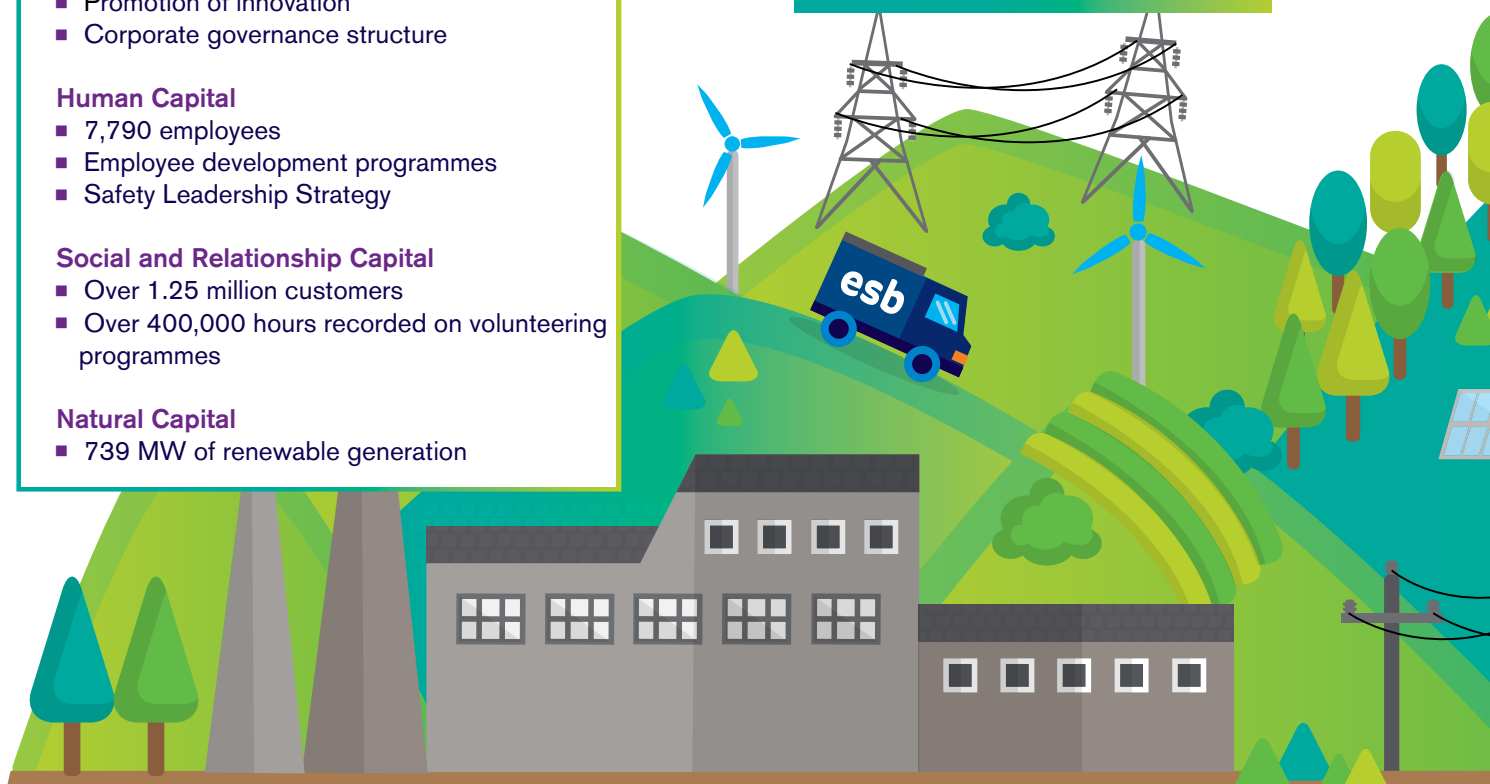 Promotion of innovation
Corporate governance structure
Human Capital
7,790 employees
Employee development programmes
Safety Leadership Strategy
Social and Relationship Capital
Over 1.25 million customers
Over 400,000 hours recorded on volunteering
programmes
Natural Capital
739 MW of renewable generation
esb